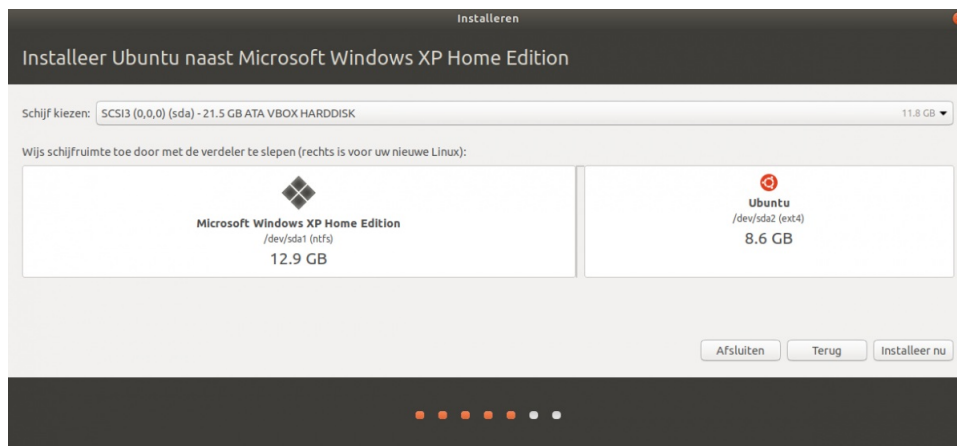 Installeren
Installeer Ubuntu naast Microsoft Windows XP Home Edition
Schijf kiezen: SCSI3 (0,0,0) (sda) - 21.5 GB ATA VBOX HARDDISK 11.8 GB
Wijs schijfruimte toe door met de verdeler te slepen (rechts is voor uw nieuwe Linux):
Microsoft Windows XP Home Edition
/dev/sda1 (ntfs)
12.9 GB
Ubuntu
/dev/sda2 (ext4)
8.6 GB
Afsluiten Terug Installeer nu